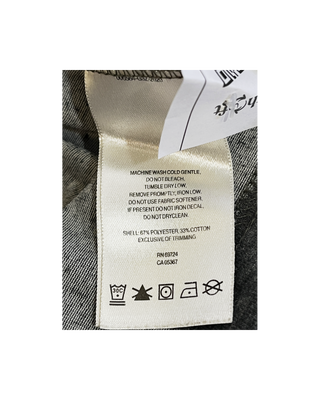 MACHINE WASH COLD GENTLE,
DO NOT BLEACH,
TUMBLE DRY LOW,
REMOVE PROMPTLY, IRON LOW.
DO NOT USE FABRIC SOFTENER.
IF PRESENT DO NOT IRON DECAL.
DO NOT DRYCLEAN.
SHELL: 67% POLYESTER, 33% COTTON
EXCLUSIVE OF TRIMMING.
RN 69724
CA 05367
30C